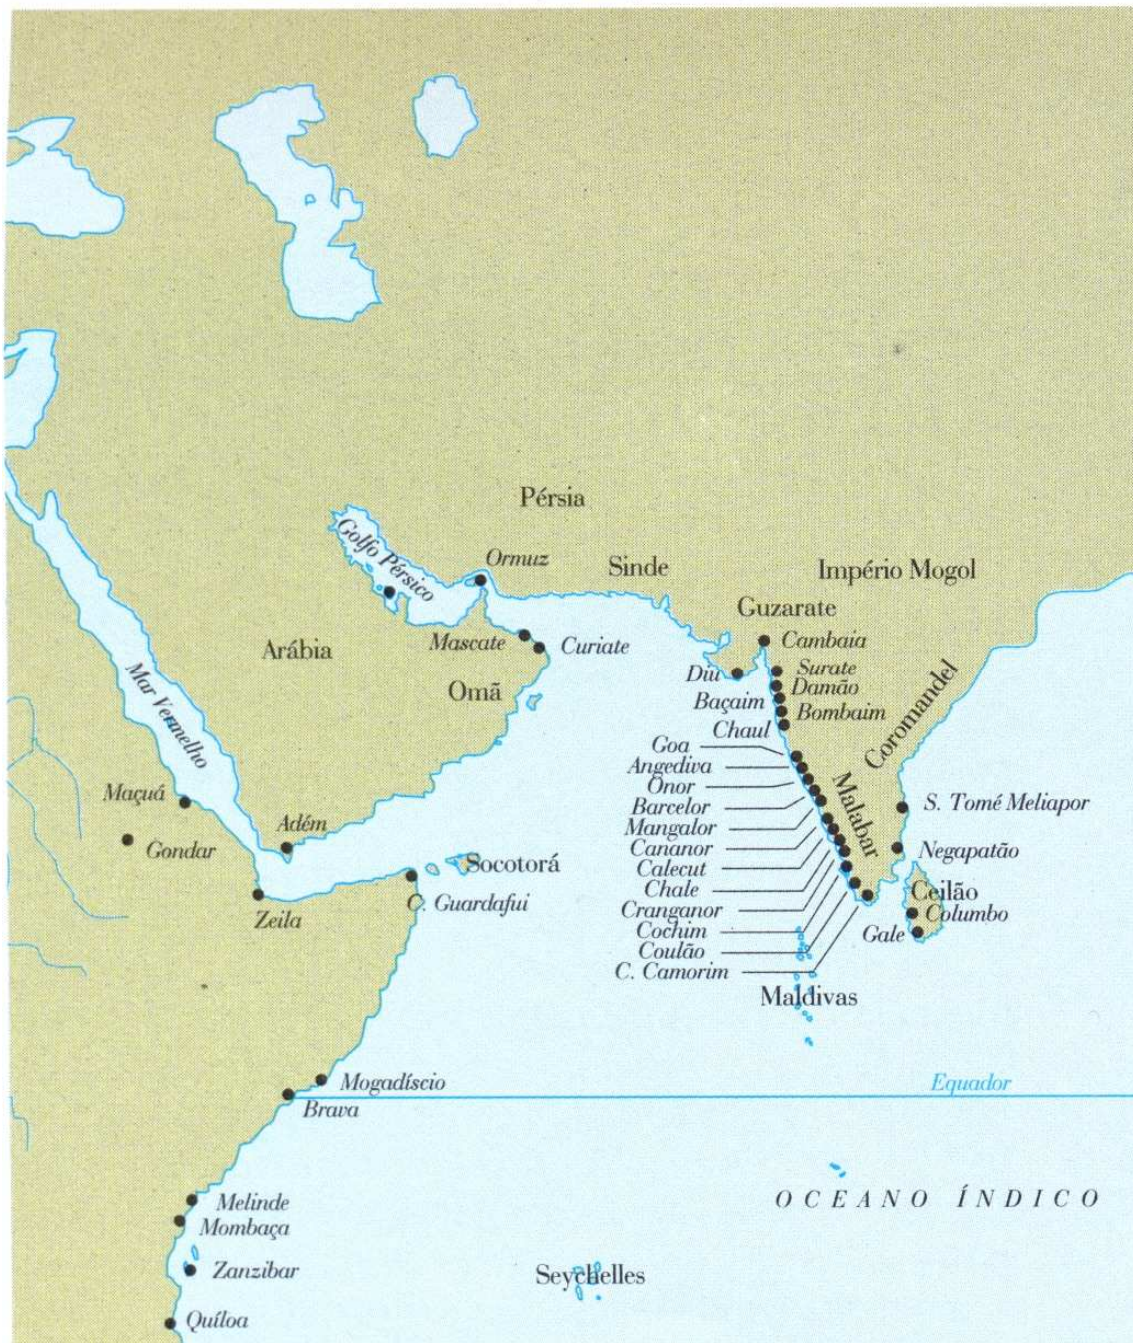 Pérsia
Golfo Pérsico
Ormuz
Sinde
Império Mogol
Guzarate
Cambaia
Mascate
Curiate
Arábia
Omã
Diu
Surate
Damão
Baçaim
Bombaim
Chaul
Coromandel
Mar Vermelho
Goa
Angediva
Onor
Barcelor
Mangalor
Cananor
Calecut
Chale
Cranganor
Cochim
Coulão
C. Camorim
Malabar
Maçuá
Gondar
Adém
Socotorá
C. Guardafui
Zeila
S. Tomé Meliapor
Negapatão
Ceilão
Columbo
Gale
Maldivas
Mogadíscio
Brava
Equador
OCEANO ÍNDICO
Melinde
Mombaça
Zanzibar
Seychelles
Quíloa